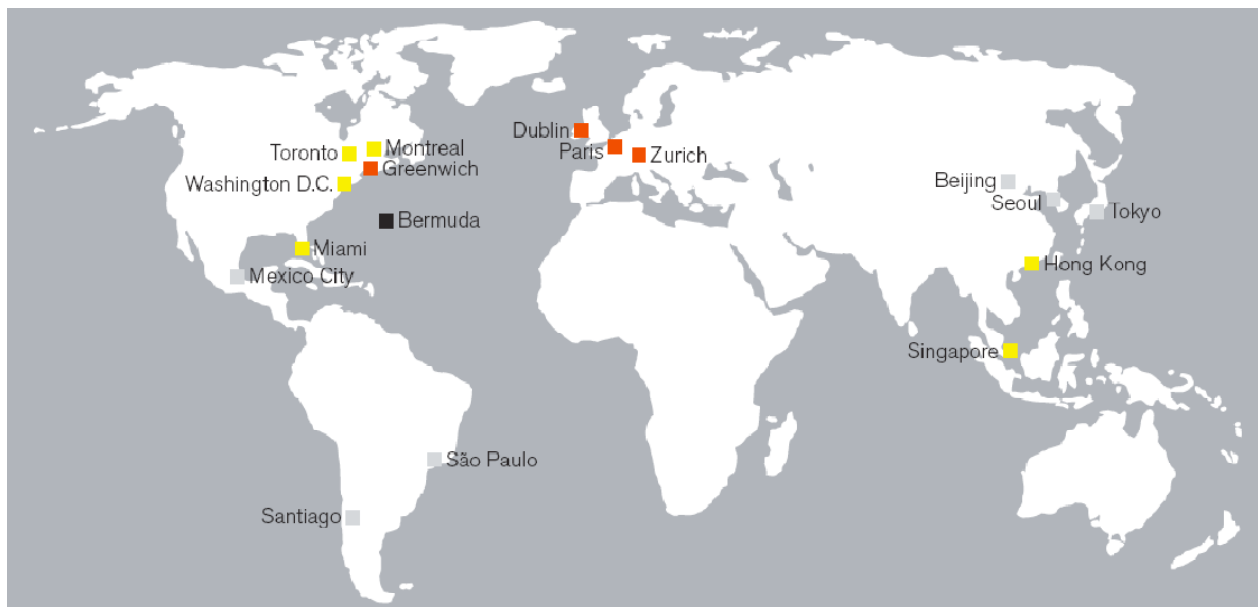 Dublin
Paris
Zurich
Toronto
Montreal
Greenwich
Washington D.C.
Bermuda
Miami
Mexico City
Beijing
Seoul
Tokyo
Hong Kong
Singapore
São Paulo
Santiago